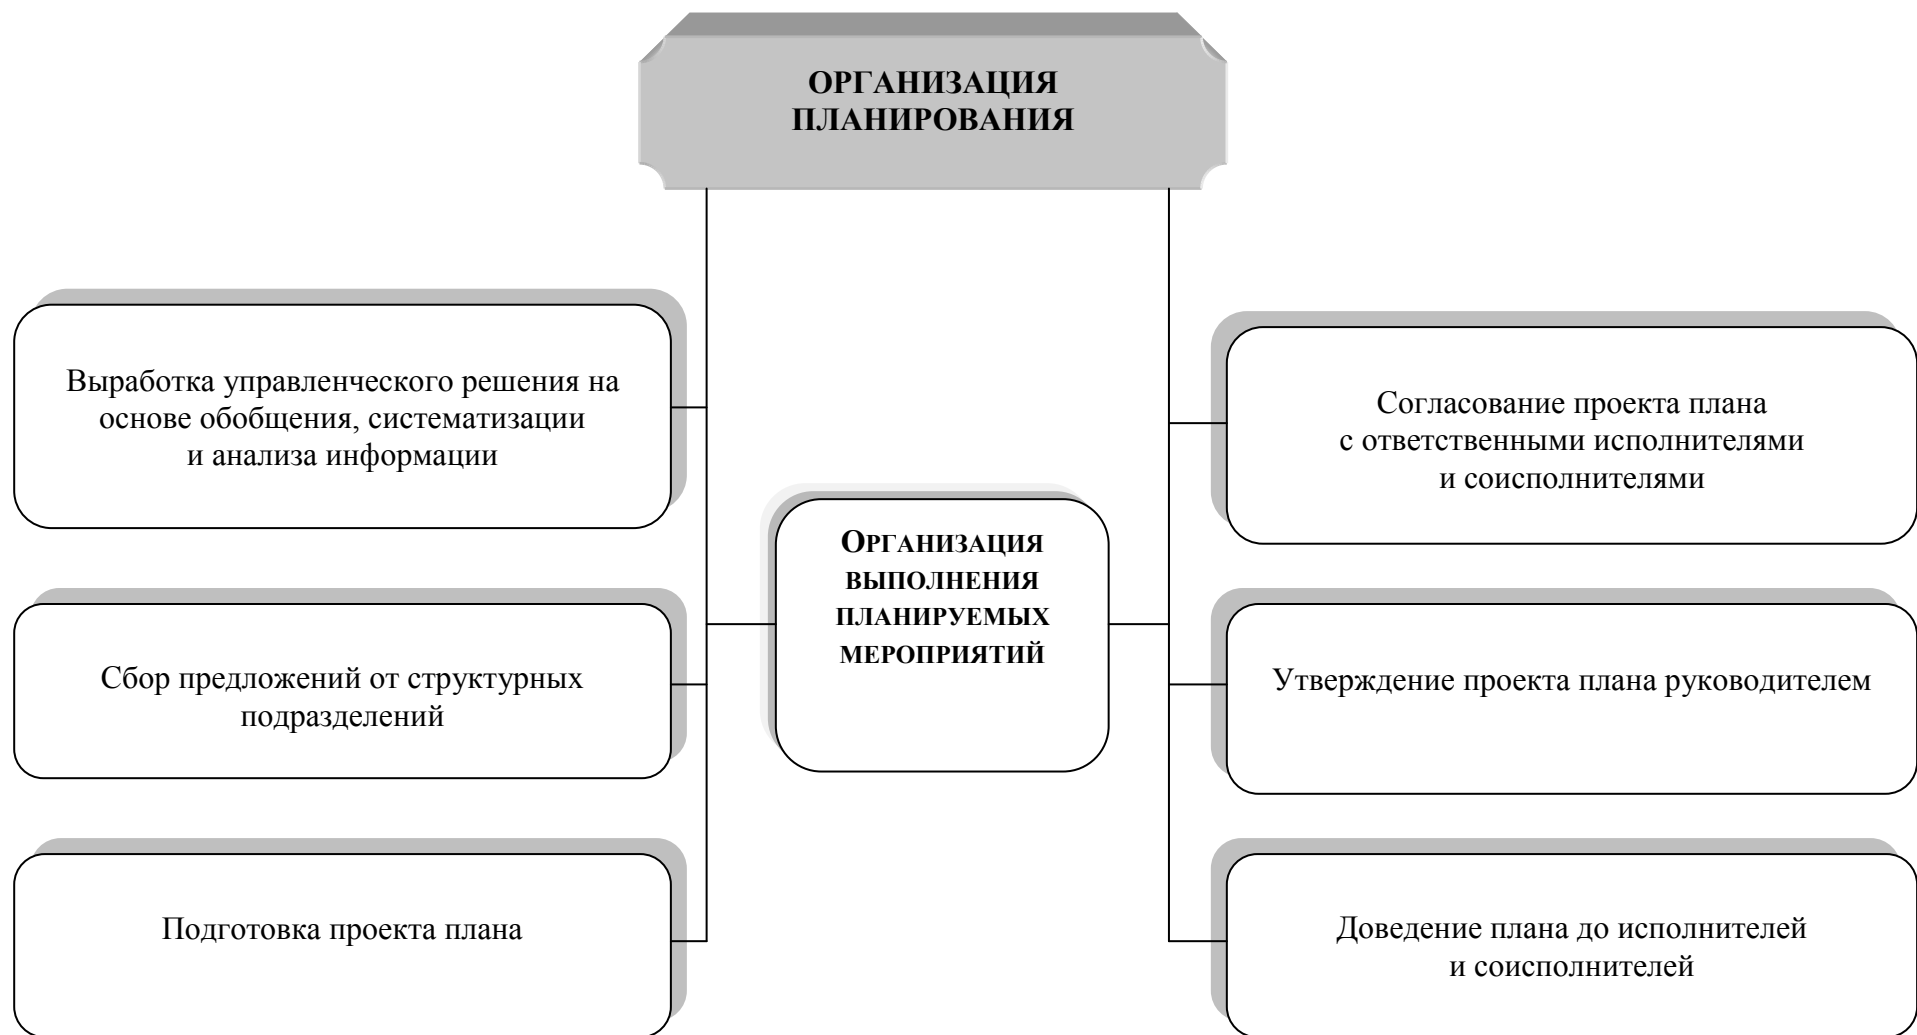 ОРГАНИЗАЦИЯ
ПЛАНИРОВАНИЯ
Выработка управленческого решения на
основе обобщения, систематизации
и анализа информации
Сбор предложений от структурных
подразделений
Подготовка проекта плана
ОРГАНИЗАЦИЯ
ВЫПОЛНЕНИЯ
ПЛАНИРУЕМЫХ
МЕРОПРИЯТИЙ
Согласование проекта плана
с ответственными исполнителями
и соисполнителями
Утверждение проекта плана руководителем
Доведение плана до исполнителей
и соисполнителей